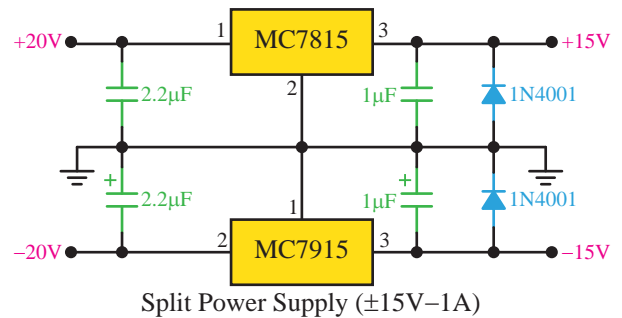 +20V 1 MC7815 3 +15V
2.2µF 2 1µF 1N4001
+ 2.2µF 1 + 1µF 1N4001
−20V 2 MC7915 3 −15V
Split Power Supply (±15V−1A)